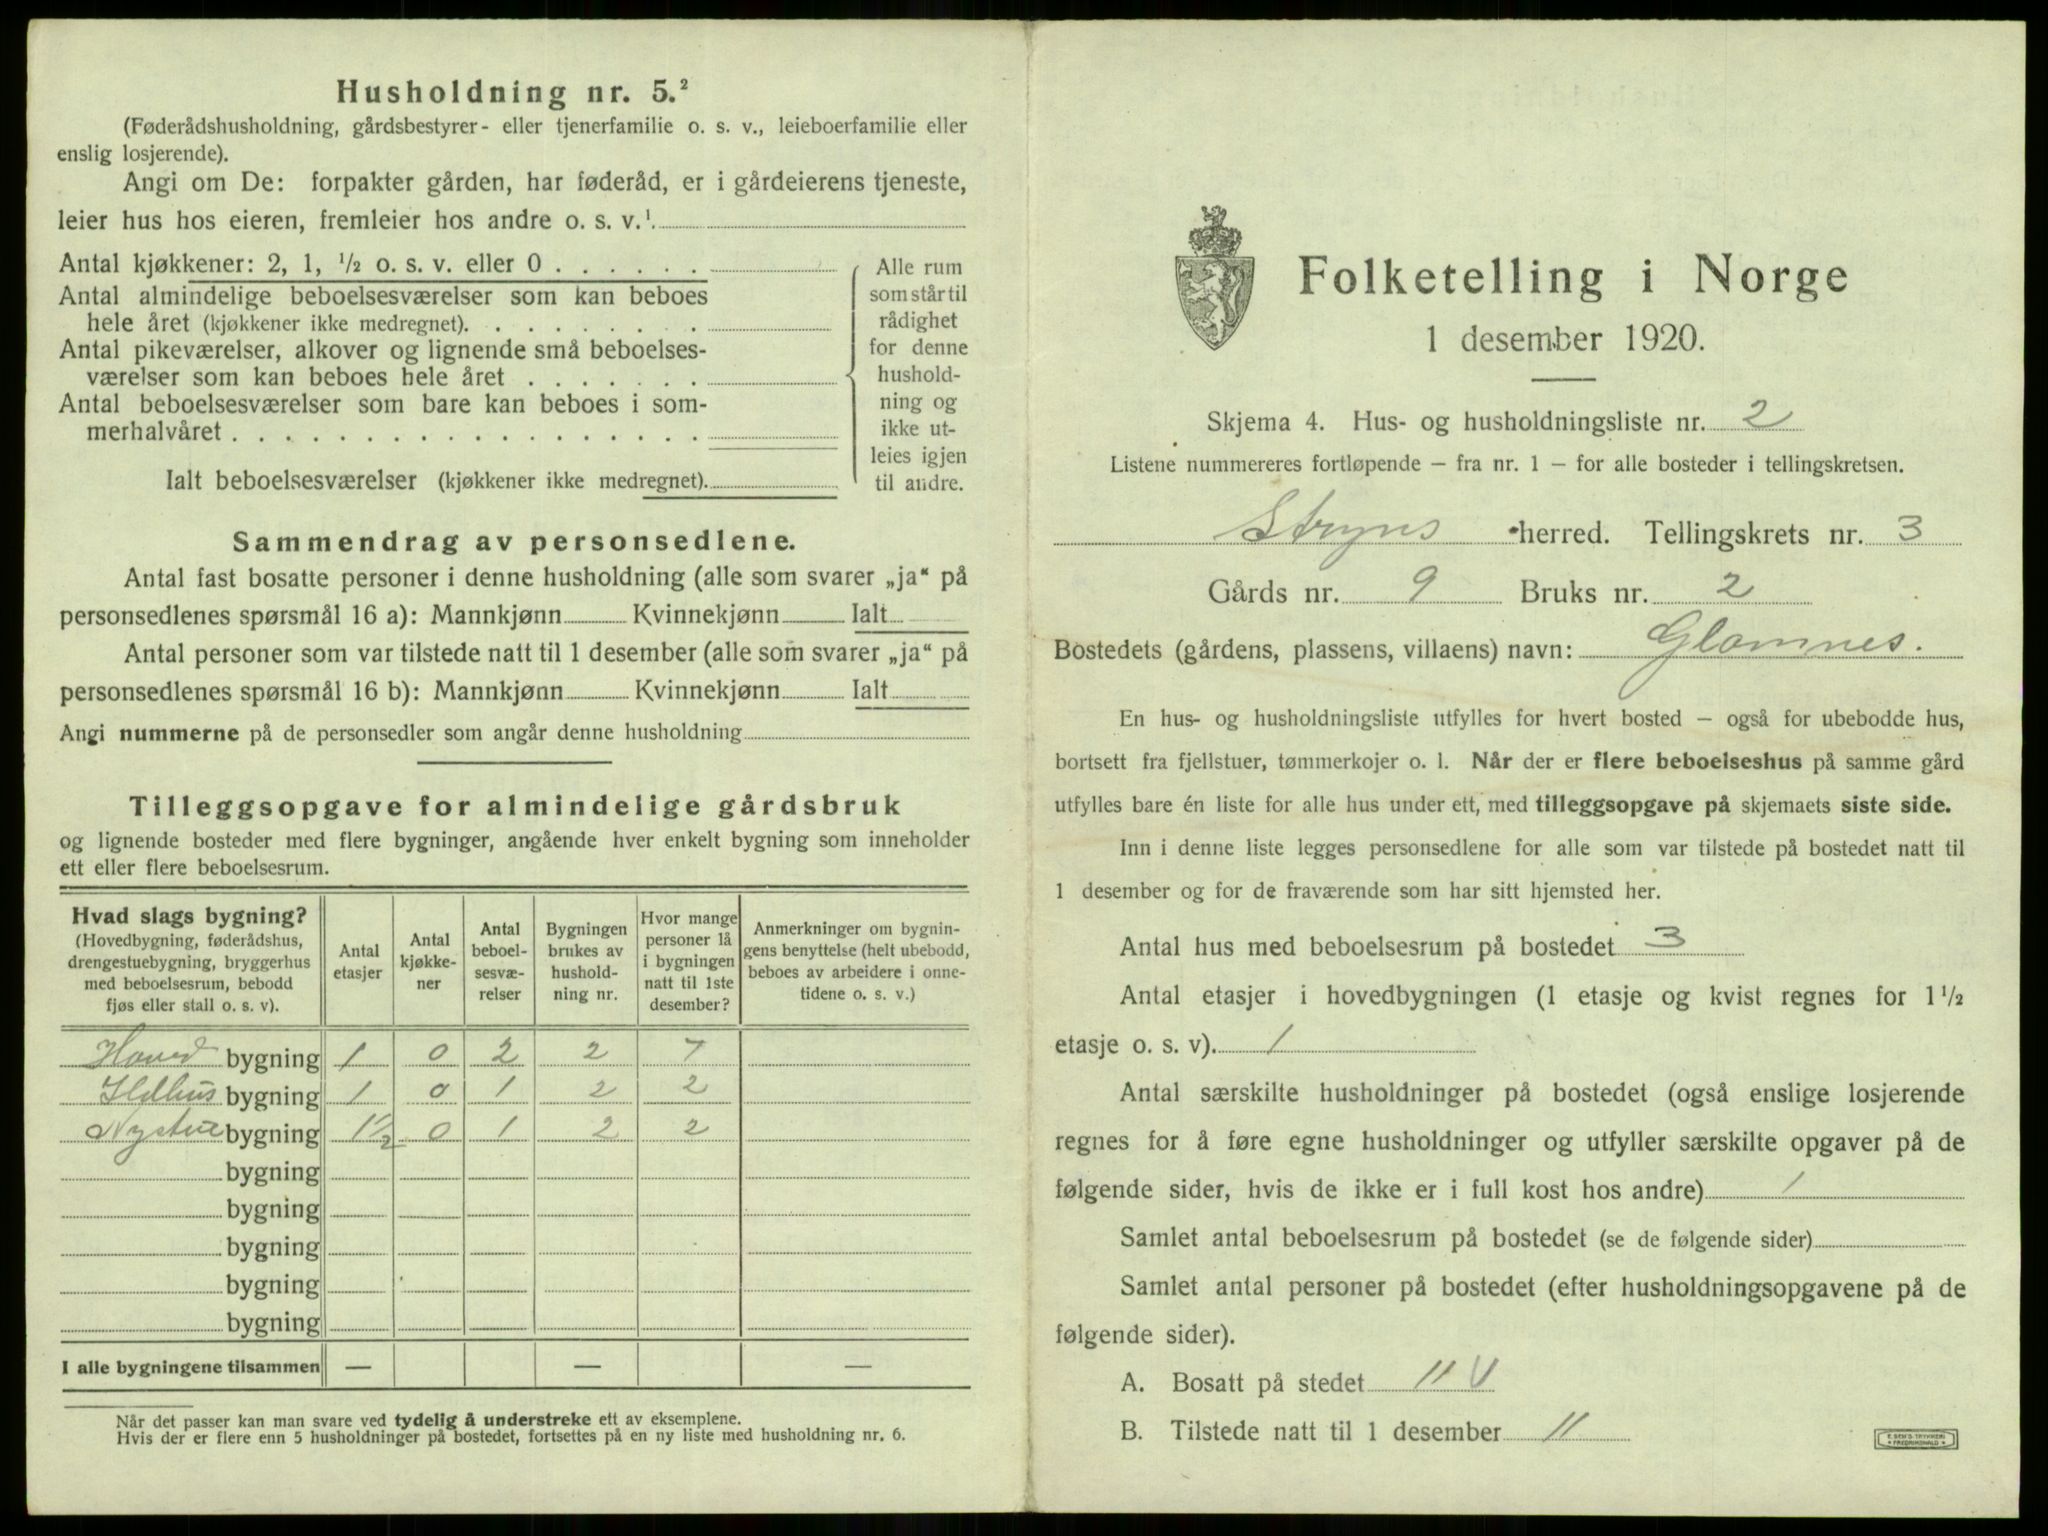 Husholdning nr. 5.²
(Føderådshusholdning, gårdsbestyrer- eller tjenerfamilie o. s. v., leieboerfamilie eller
enslig losjerende).
Angi om De: forpakter gården, har føderåd, er i gårdeierens tjeneste,
leier hus hos eieren, fremleier hos andre o. s. v.¹
Antal kjøkkener: 2, 1, ½ o. s. v. eller 0 . . . . . .
Antal almindelige beboelsesværelser som kan beboes
hele året (kjøkkener ikke medregnet). . . . . . . . .
Antal pikeværelser, alkover og lignende små beboelses-
værelser som kan beboes hele året . . . . . . .
Antal beboelsesværelser som bare kan beboes i som-
merhalvåret . . . . . . . . . . . . . . . . . .
Ialt beboelsesværelser (kjøkkener ikke medregnet).
Alle rum
som står til
rådighet
for denne
hushold-
ning og
ikke ut-
leies igjen
til andre.
Sammendrag av personsedlene.
Antal fast bosatte personer i denne husholdning (alle som svarer „ja“ på
personsedlenes spørsmål 16 a): Mannkjønn Kvinnekjønn Ialt
Antal personer som var tilstede natt til 1 desember (alle som svarer „ja“ på
personsedlenes spørsmål 16 b): Mannkjønn Kvinnekjønn Ialt
Angi nummerne på de personsedler som angår denne husholdning
Tilleggsopgave for almindelige gårdsbruk
og lignende bosteder med flere bygninger, angående hver enkelt bygning som inneholder
ett eller flere beboelsesrum.
Hvad slags bygning?
(Hovedbygning, føderådshus,
drengestuebygning, bryggerhus
med beboelsesrum, bebodd
fjøs eller stall o. s. v).
Antal
etasjer
Antal
kjøkke-
ner
Antal
beboel-
sesvæ-
relser
Bygningen
brukes av
hushold-
ning nr.
Hvor mange
personer lå
i bygningen
natt til 1ste
desember?
Anmerkninger om bygnin-
gens benyttelse (helt ubebodd,
beboes av arbeidere i onne-
tidene o. s. v.)
Hoved bygning 1 0 2 2 7
Ildhus bygning 1 0 1 2 2
Nystue bygning 1½ 0 1 2 2
bygning
bygning
bygning
bygning
bygning
I alle bygningene tilsammen — — —
Når det passer kan man svare ved tydelig å understreke ett av eksemplene.
Hvis der er flere enn 5 husholdninger på bostedet, fortsettes på en ny liste med husholdning nr. 6.
Folketelling i Norge
1 desember 1920.
Skjema 4. Hus- og husholdningsliste nr. 2
Listene nummereres fortløpende – fra nr. 1 – for alle bosteder i tellingskretsen.
Stryns herred. Tellingskrets nr. 3
Gårds nr. 9 Bruks nr. 2
Bostedets (gårdens, plassens, villaens) navn: Glomnes.
En hus- og husholdningsliste utfylles for hvert bosted – også for ubebodde hus,
bortsett fra fjellstuer, tømmerkojer o. l. Når der er flere beboelseshus på samme gård
utfylles bare én liste for alle hus under ett, med tilleggsopgave på skjemaets siste side.
Inn i denne liste legges personsedlene for alle som var tilstede på bostedet natt til
1 desember og for de fraværende som har sitt hjemsted her.
Antal hus med beboelsesrum på bostedet 3
Antal etasjer i hovedbygningen (1 etasje og kvist regnes for 1½
etasje o. s. v). 1
Antal særskilte husholdninger på bostedet (også enslige losjerende
regnes for å føre egne husholdninger og utfyller særskilte opgaver på de
følgende sider, hvis de ikke er i full kost hos andre) 1
Samlet antal beboelsesrum på bostedet (se de følgende sider)
Samlet antal personer på bostedet (efter husholdningsopgavene på de
følgende sider).
A. Bosatt på stedet 11 V
B. Tilstede natt til 1 desember 11